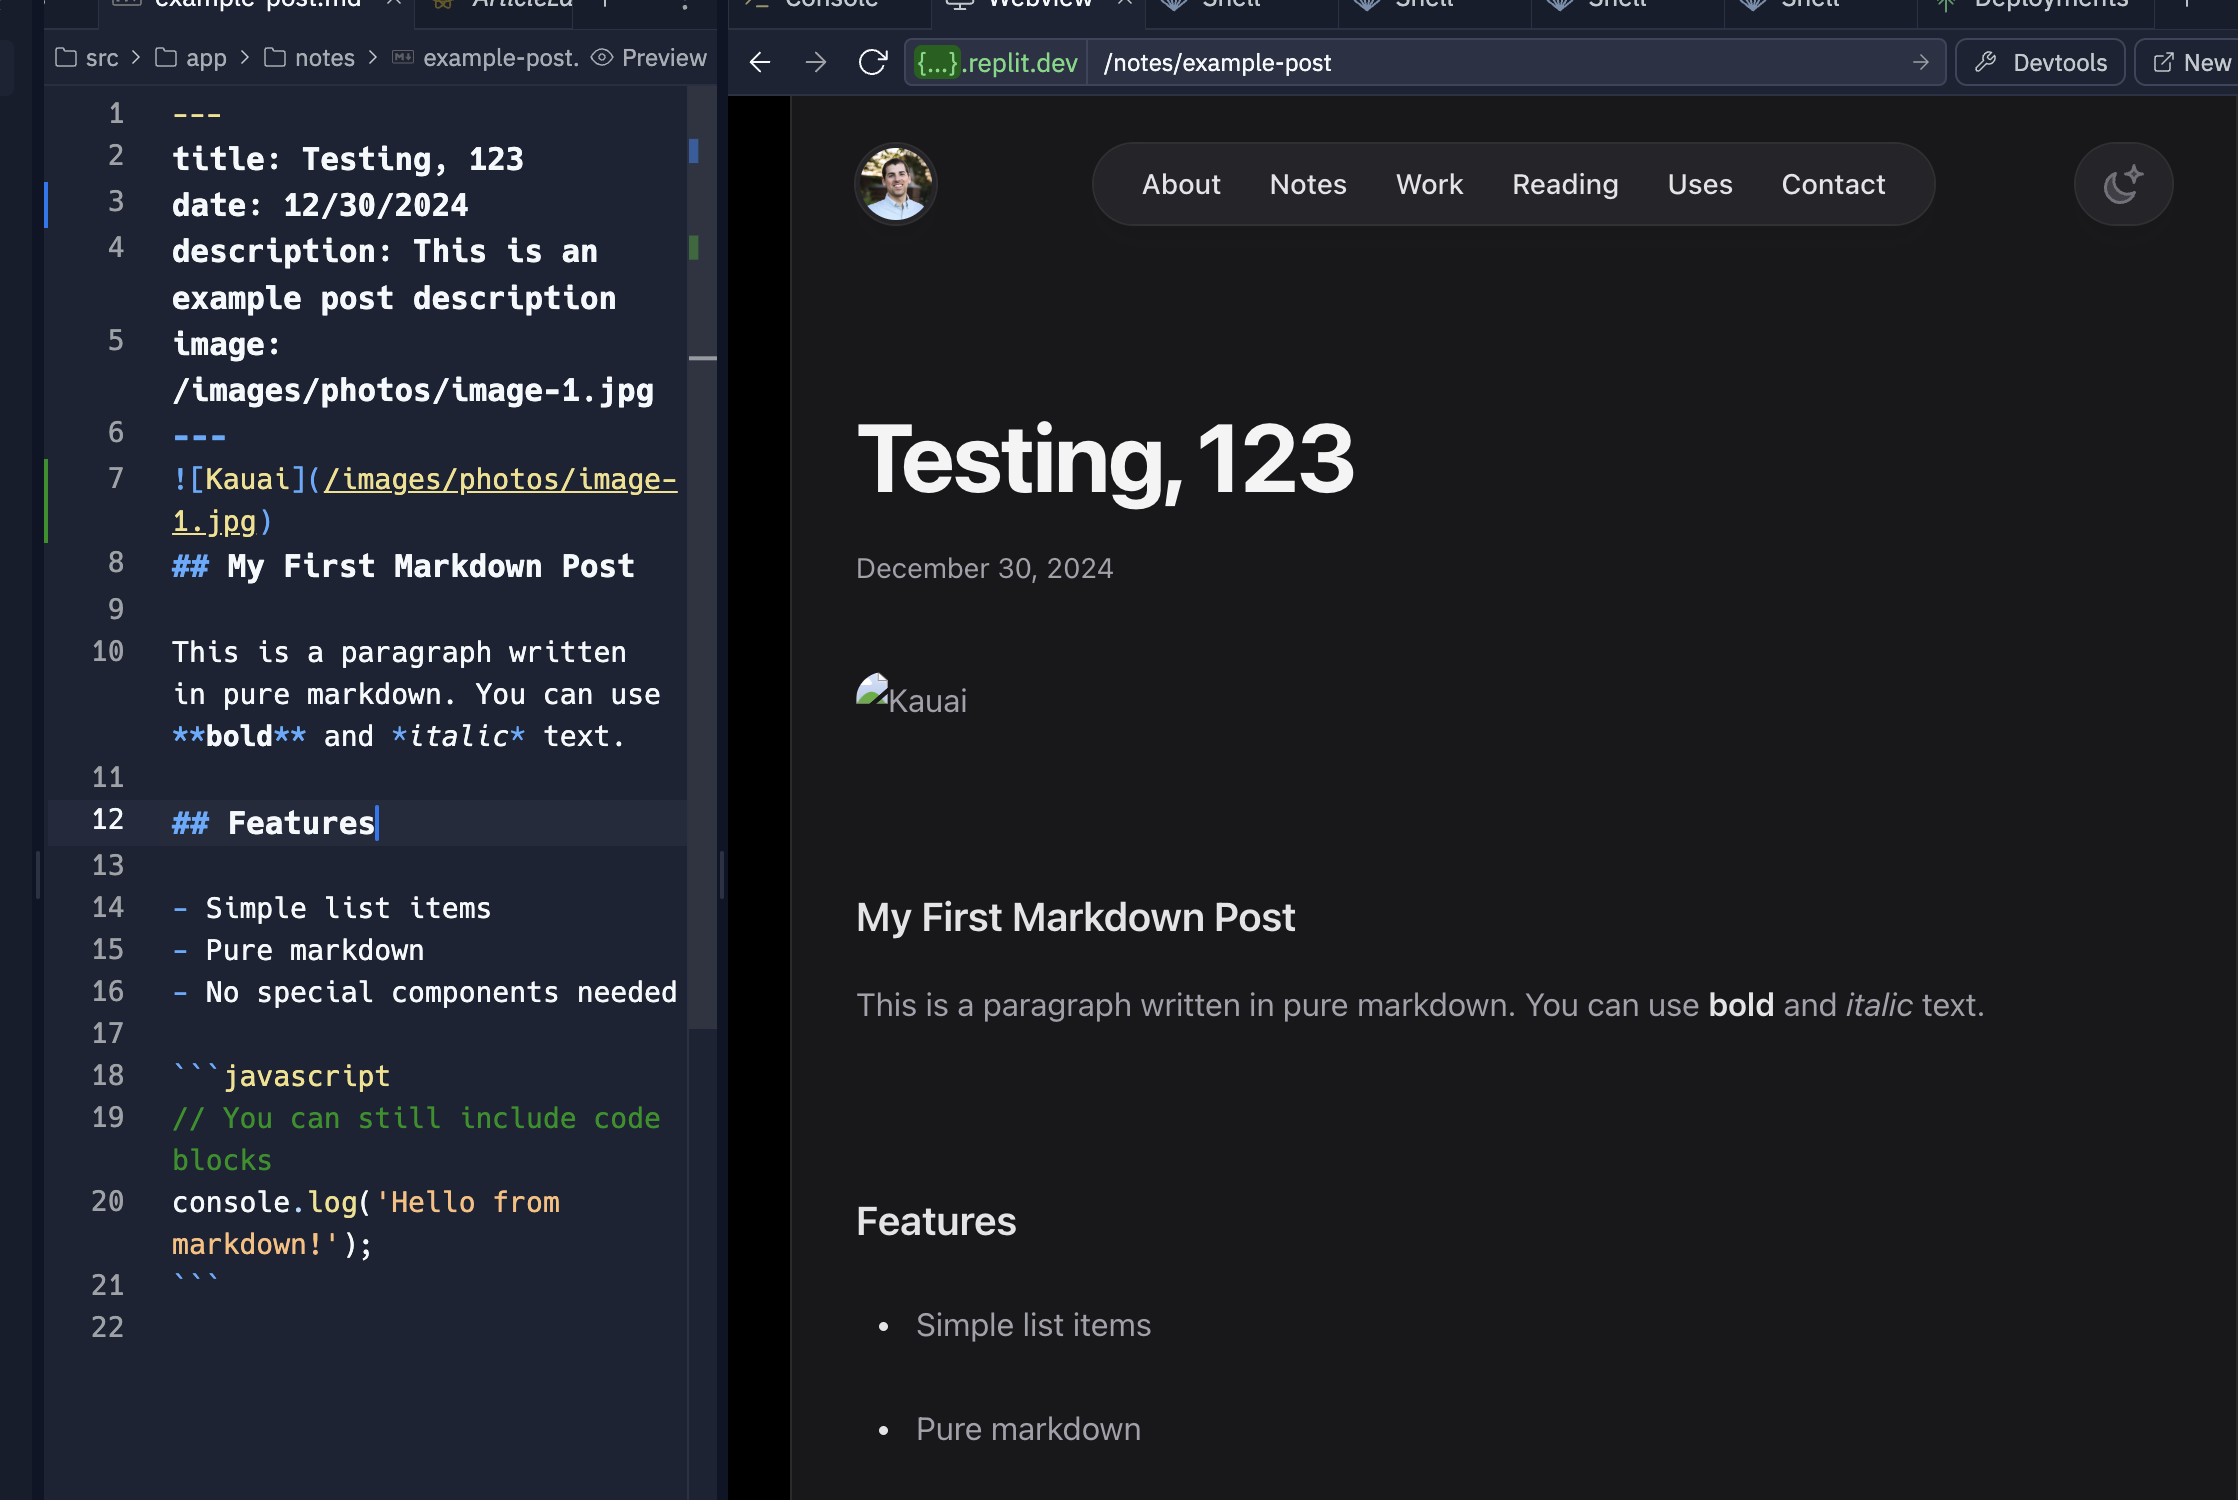 example-post.md
Console
Webview
Shell
Shell
Shell
Shell
Deployments
src > app > notes > example-post. Preview
{...}.replit.dev /notes/example-post
Devtools
New
1 ---
2 title: Testing, 123
3 date: 12/30/2024
4 description: This is an
example post description
5 image:
/images/photos/image-1.jpg
6 ---
7 ![Kauai](/images/photos/image-
1.jpg)
8 ## My First Markdown Post
9
10 This is a paragraph written
in pure markdown. You can use
**bold** and *italic* text.
11
12 ## Features
13
14 - Simple list items
15 - Pure markdown
16 - No special components needed
17
18 ```javascript
19 // You can still include code
blocks
20 console.log('Hello from
markdown!');
21 ```
22
About Notes Work Reading Uses Contact
Testing, 123
December 30, 2024
Kauai
My First Markdown Post
This is a paragraph written in pure markdown. You can use bold and italic text.
Features
• Simple list items
• Pure markdown